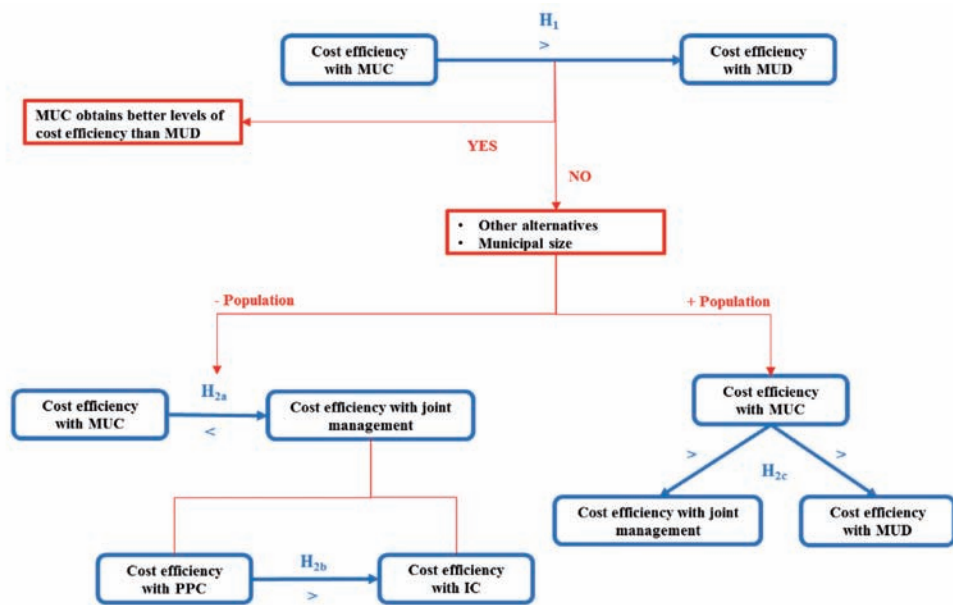 H₁
>
Cost efficiency
with MUC
Cost efficiency
with MUD
MUC obtains better levels of
cost efficiency than MUD
YES
NO
• Other alternatives
• Municipal size
- Population
+ Population
H₂ₐ
<
Cost efficiency
with MUC
Cost efficiency with joint
management
Cost efficiency
with MUC
>
>
H₂c
Cost efficiency with joint
management
Cost efficiency
with MUD
Cost efficiency
with PPC
H₂b
>
Cost efficiency
with IC